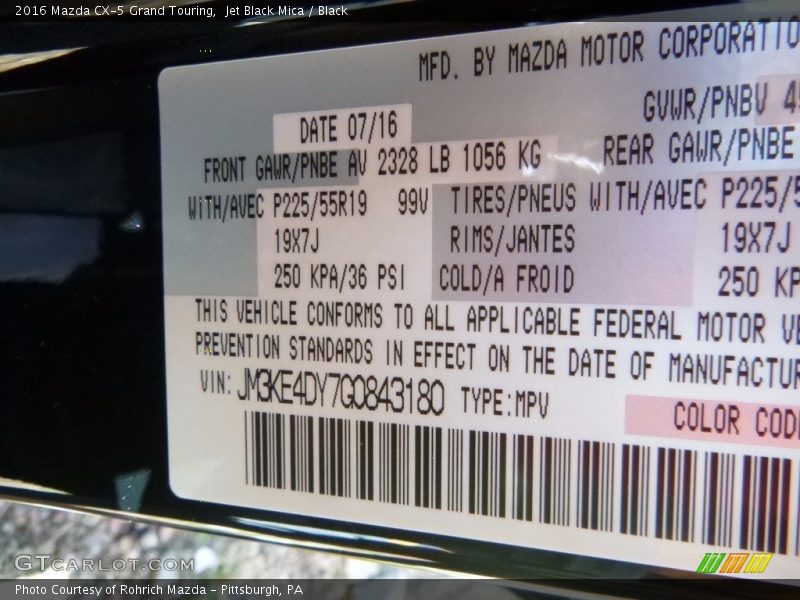 2016 Mazda CX-5 Grand Touring, Jet Black Mica / Black
MFD. BY MAZDA MOTOR CORPORATIO
GVWR/PNBV 4
DATE 07/16
FRONT GAWR/PNBE AV 2328 LB 1056 KG REAR GAWR/PNBE
WITH/AVEC P225/55R19 99V TIRES/PNEUS WITH/AVEC P225/5
19X7J RIMS/JANTES 19X7J
250 KPA/36 PSI COLD/A FROID 250 KP
THIS VEHICLE CONFORMS TO ALL APPLICABLE FEDERAL MOTOR VE
PREVENTION STANDARDS IN EFFECT ON THE DATE OF MANUFACTUR
VIN: JM3KE4DY7G0843180 TYPE:MPV
COLOR CODE
GTCARLOT.COM
Photo Courtesy of Rohrich Mazda - Pittsburgh, PA